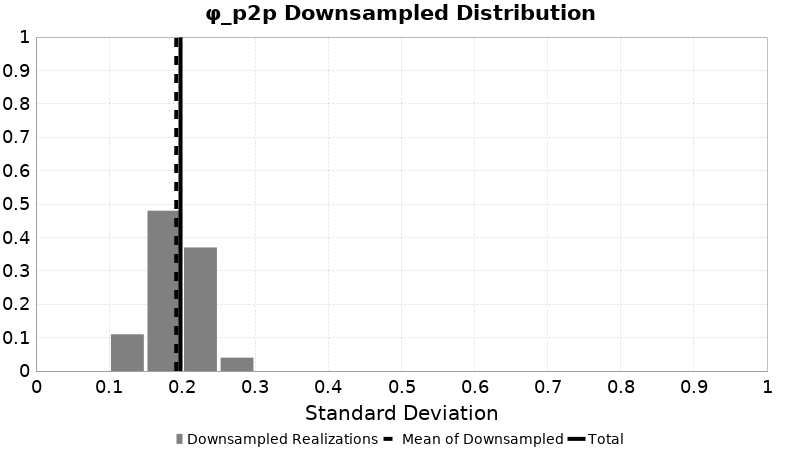 φ_p2p Downsampled Distribution
1
0.9
0.8
0.7
0.6
0.5
0.4
0.3
0.2
0.1
0
0 0.1 0.2 0.3 0.4 0.5 0.6 0.7 0.8 0.9 1
Standard Deviation
Downsampled Realizations Mean of Downsampled Total